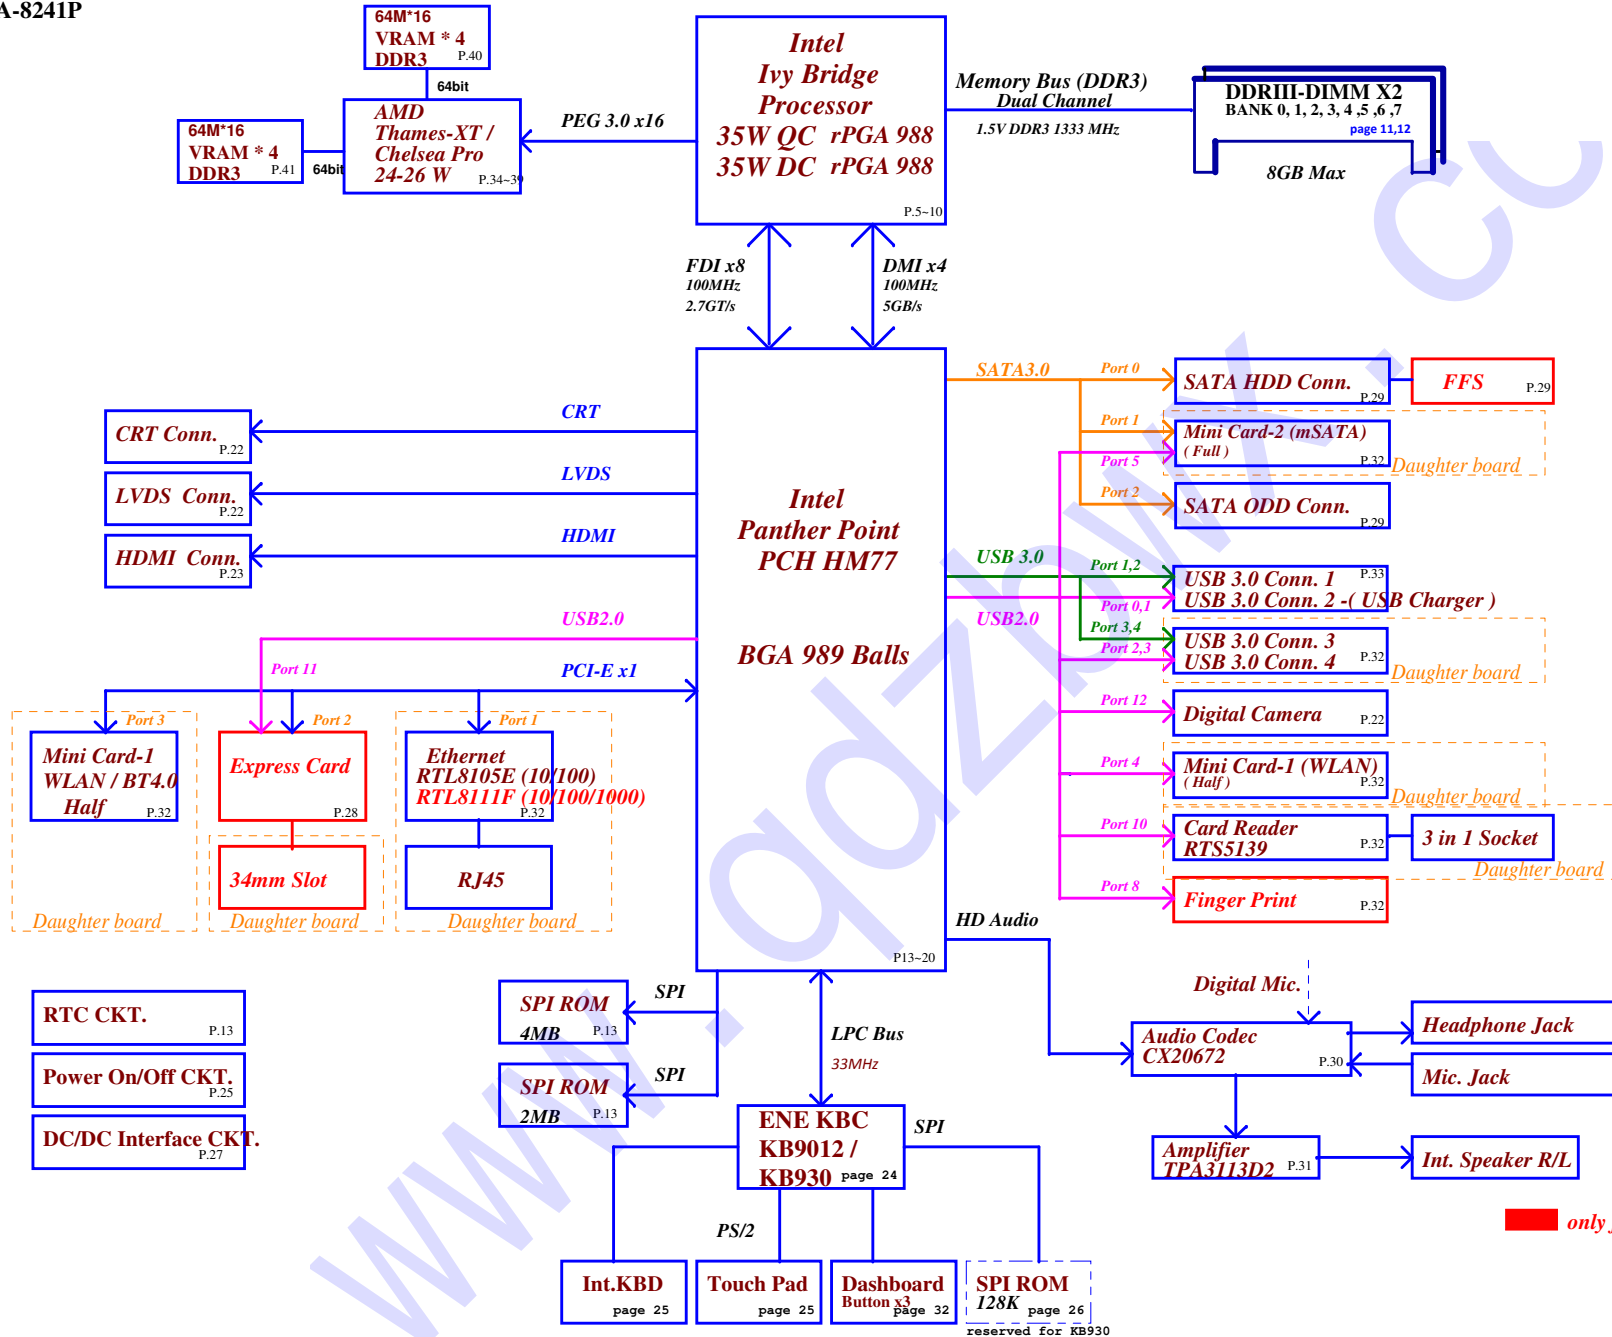 A-8241P
64M*16
VRAM * 4
DDR3 P.40
64bit
64M*16
VRAM * 4
DDR3 P.41
64bit
AMD
Thames-XT /
Chelsea Pro
24-26 W P.34~39
PEG 3.0 x16
Intel
Ivy Bridge
Processor
35W QC rPGA 988
35W DC rPGA 988
P.5~10
Memory Bus (DDR3)
Dual Channel
1.5V DDR3 1333 MHz
DDRIII-DIMM X2
BANK 0, 1, 2, 3, 4 ,5 ,6 ,7
page 11,12
8GB Max
FDI x8
100MHz
2.7GT/s
DMI x4
100MHz
5GB/s
Intel
Panther Point
PCH HM77
BGA 989 Balls
P13~20
CRT
CRT Conn.
P.22
LVDS
LVDS Conn.
P.22
HDMI
HDMI Conn.
P.23
USB2.0
Port 11
PCI-E x1
Port 3
Mini Card-1
WLAN / BT4.0
Half P.32
Daughter board
Port 2
Express Card
P.28
34mm Slot
Daughter board
Port 1
Ethernet
RTL8105E (10/100)
RTL8111F (10/100/1000)
P.32
RJ45
Daughter board
SATA3.0
Port 0
SATA HDD Conn.
P.29
FFS P.29
Port 1
Mini Card-2 (mSATA)
( Full )
P.32
Port 5
Daughter board
Port 2
SATA ODD Conn.
P.29
USB 3.0
Port 1,2
USB 3.0 Conn. 1 P.33
USB 3.0 Conn. 2 -( USB Charger )
USB2.0
Port 0,1
Port 3,4
USB 3.0 Conn. 3
Port 2,3
USB 3.0 Conn. 4 P.32
Daughter board
Port 12
Digital Camera P.22
Port 4
Mini Card-1 (WLAN)
( Half ) P.32
Daughter board
Port 10
Card Reader
RTS5139 P.32
3 in 1 Socket
Daughter board
Port 8
Finger Print P.32
HD Audio
Digital Mic.
Audio Codec
CX20672 P.30
Headphone Jack
Mic. Jack
Amplifier
TPA3113D2 P.31
Int. Speaker R/L
RTC CKT.
P.13
Power On/Off CKT.
P.25
DC/DC Interface CKT.
P.27
SPI
SPI ROM
4MB P.13
SPI
SPI ROM
2MB P.13
LPC Bus
33MHz
ENE KBC
KB9012 /
KB930 page 24
SPI
PS/2
Int.KBD
page 25
Touch Pad
page 25
Dashboard
Button x3
page 32
SPI ROM
128K page 26
reserved for KB930
only
www.qdzbwx.co